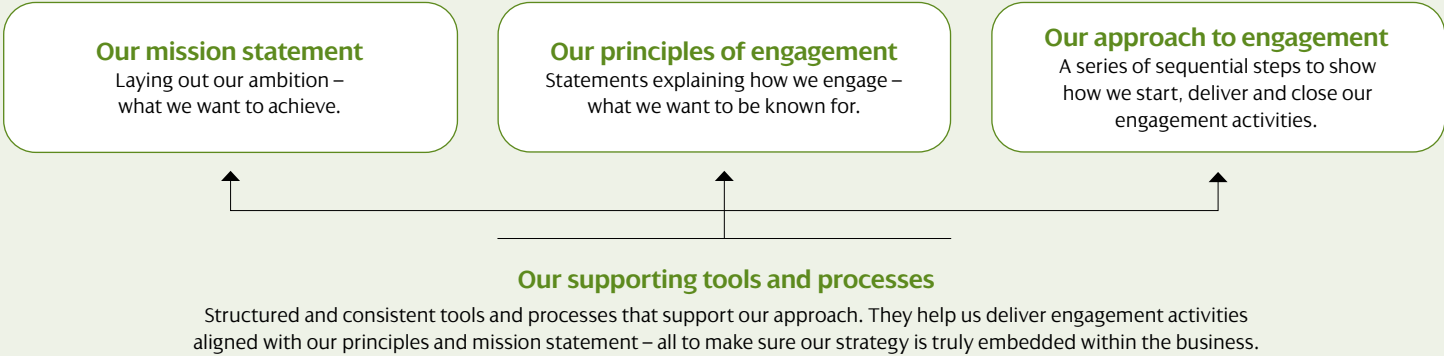 Our mission statement
Laying out our ambition –
what we want to achieve.
Our principles of engagement
Statements explaining how we engage –
what we want to be known for.
Our approach to engagement
A series of sequential steps to show
how we start, deliver and close our
engagement activities.
Our supporting tools and processes
Structured and consistent tools and processes that support our approach. They help us deliver engagement activities
aligned with our principles and mission statement – all to make sure our strategy is truly embedded within the business.